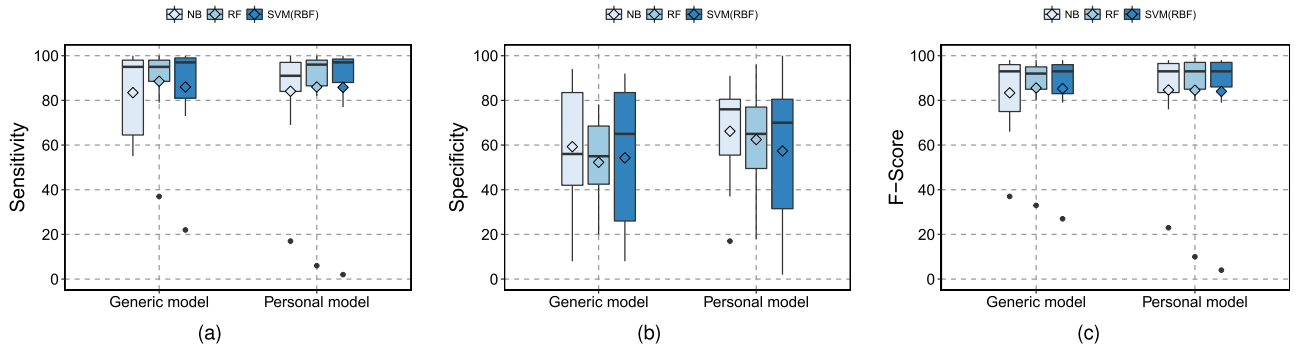 NB RF SVM(RBF)
100
80
60
40
20
0
Sensitivity
Generic model Personal model
(a)
NB RF SVM(RBF)
100
80
60
40
20
0
Specificity
Generic model Personal model
(b)
NB RF SVM(RBF)
100
80
60
40
20
0
F−Score
Generic model Personal model
(c)